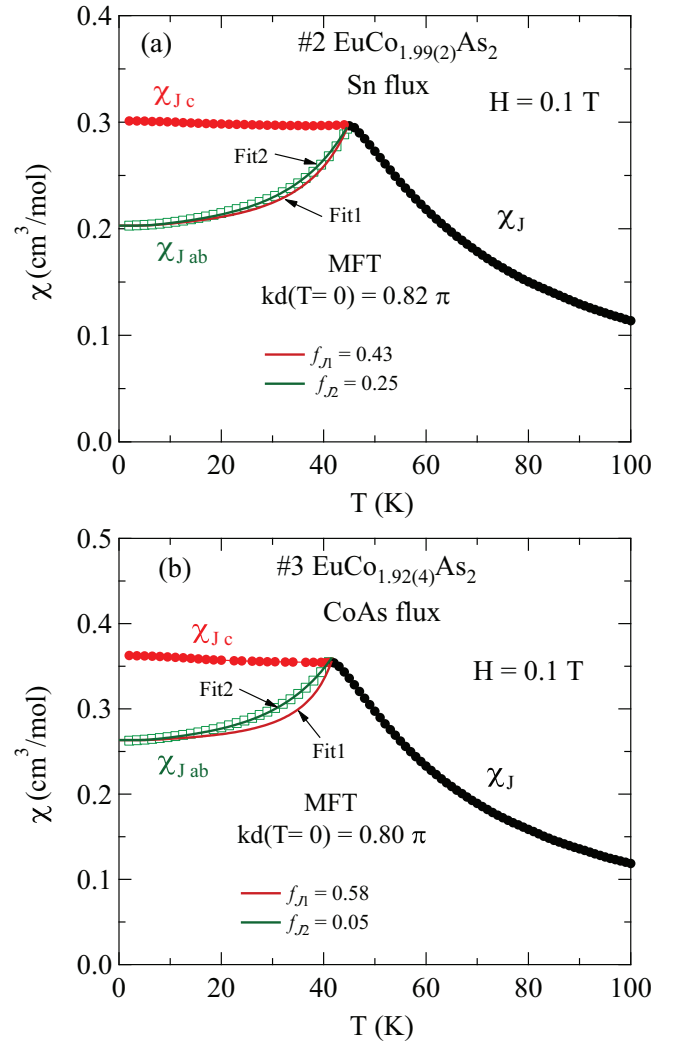 (a)
#2 EuCo1.99(2)As2
Sn flux
H = 0.1 T
χJ c
Fit2
Fit1
χJ ab
χJ
MFT
kd(T= 0) = 0.82 π
fJ1 = 0.43
fJ2 = 0.25
χ (cm3/mol)
0.4
0.3
0.2
0.1
0.0
0 20 40 60 80 100
T (K)
(b)
#3 EuCo1.92(4)As2
CoAs flux
H = 0.1 T
χJ c
Fit2
Fit1
χJ ab
χJ
MFT
kd(T= 0) = 0.80 π
fJ1 = 0.58
fJ2 = 0.05
χ (cm3/mol)
0.5
0.4
0.3
0.2
0.1
0.0
0 20 40 60 80 100
T (K)